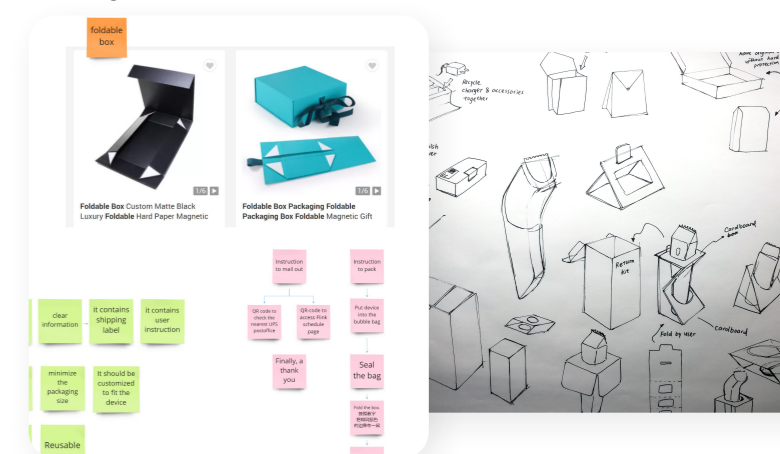 foldable
box
1/6
1/6
Foldable Box Custom Matte Black
Luxury Foldable Hard Paper Magnetic
Foldable Box Packaging Foldable
Packaging Box Foldable Magnetic Gift
Instruction
to mail out
Instruction
to pack
QR code to
check the
nearest UPS
postoffice
QR code to
access Flink
schedule
page
Put device
into the
bubble bag
Finally, a
thank
you
Seal
the bag
Fold the box.
clear
information
it contains
shipping
label
it contains
user
instruction
minimize
the
packaging
size
It should be
customized
to fit the
device
Reusable
Recycle
charger & accessories
together
Return
kit
Cardboard
box
Fold by user
cardboard